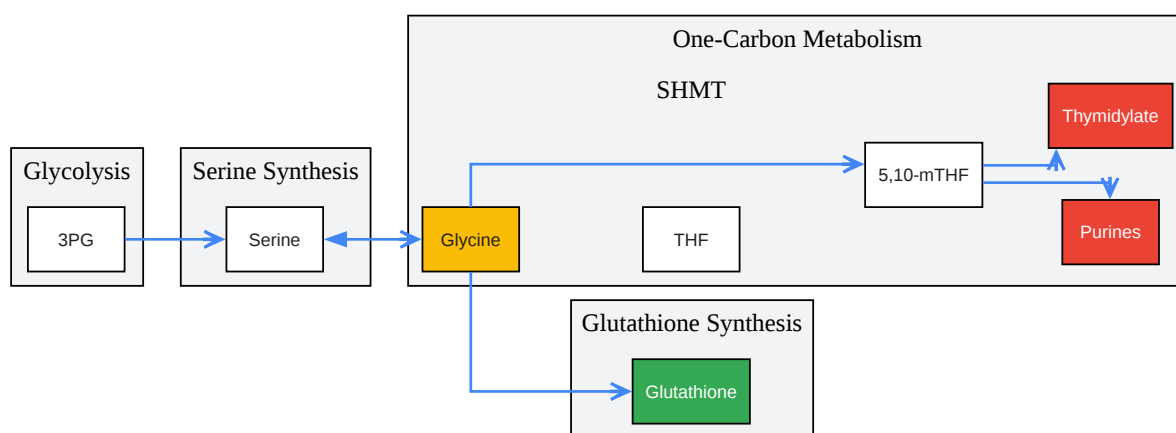 One-Carbon Metabolism
SHMT
Thymidylate
Glycolysis
Serine Synthesis
5,10-mTHF
3PG
Serine
Glycine
THF
Purines
Glutathione Synthesis
Glutathione